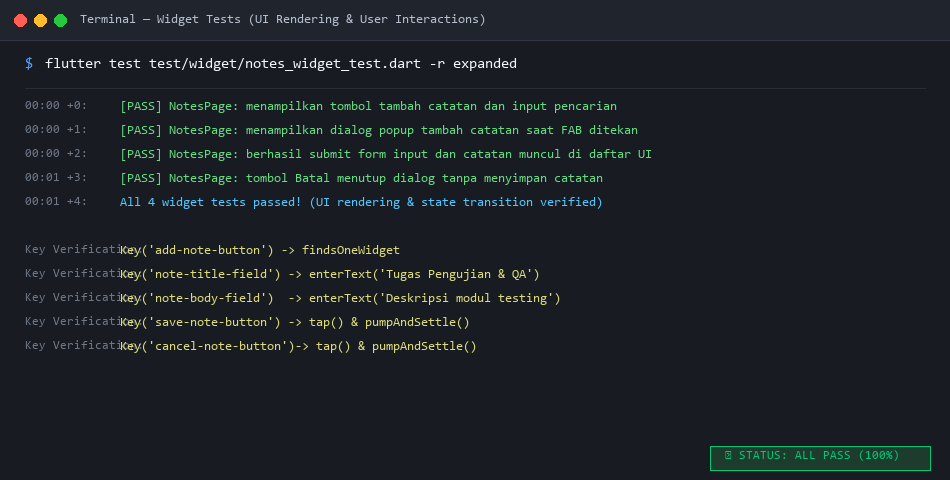 Terminal — Widget Tests (UI Rendering & User Interactions)
$ flutter test test/widget/notes_widget_test.dart -r expanded
00:00 +0: [PASS] NotesPage: menampilkan tombol tambah catatan dan input pencarian
00:00 +1: [PASS] NotesPage: menampilkan dialog popup tambah catatan saat FAB ditekan
00:00 +2: [PASS] NotesPage: berhasil submit form input dan catatan muncul di daftar UI
00:01 +3: [PASS] NotesPage: tombol Batal menutup dialog tanpa menyimpan catatan
00:01 +4: All 4 widget tests passed! (UI rendering & state transition verified)
Key Verification: Key('add-note-button') -> findsOneWidget
Key Verification: Key('note-title-field') -> enterText('Tugas Pengujian & QA')
Key Verification: Key('note-body-field')  -> enterText('Deskripsi modul testing')
Key Verification: Key('save-note-button') -> tap() & pumpAndSettle()
Key Verification: Key('cancel-note-button')-> tap() & pumpAndSettle()
STATUS: ALL PASS (100%)